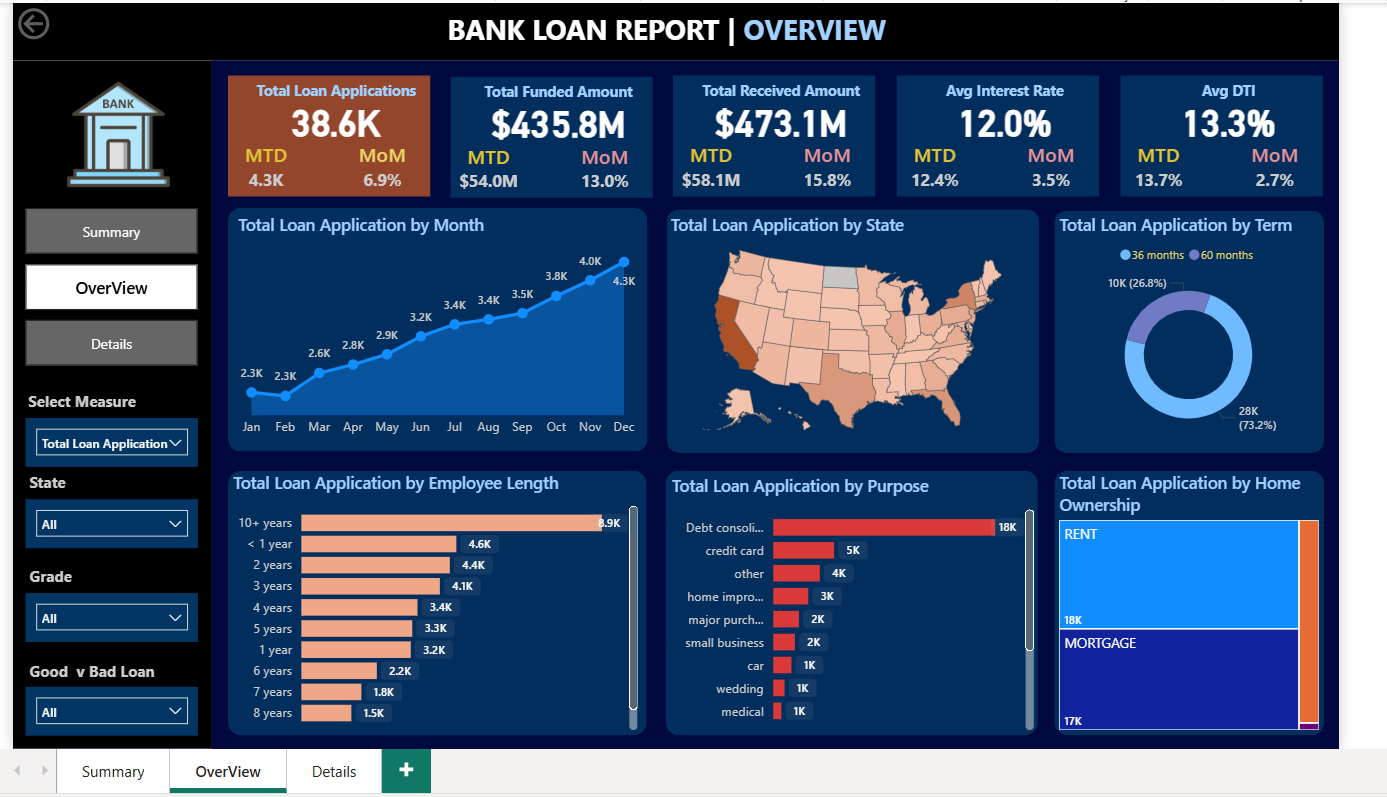 BANK LOAN REPORT | OVERVIEW
BANK
Summary
OverView
Details
Select Measure
Total Loan Application
State
All
Grade
All
Good v Bad Loan
All
Total Loan Applications
38.6K
MTD MoM
4.3K 6.9%
Total Funded Amount
$435.8M
MTD MoM
$54.0M 13.0%
Total Received Amount
$473.1M
MTD MoM
$58.1M 15.8%
Avg Interest Rate
12.0%
MTD MoM
12.4% 3.5%
Avg DTI
13.3%
MTD MoM
13.7% 2.7%
Total Loan Application by Month
2.3K 2.3K 2.6K 2.8K 2.9K 3.2K 3.4K 3.4K 3.5K 3.8K 4.0K 4.3K
Jan Feb Mar Apr May Jun Jul Aug Sep Oct Nov Dec
Total Loan Application by State
Total Loan Application by Term
36 months 60 months
10K (26.8%)
28K
(73.2%)
Total Loan Application by Employee Length
10+ years 8.9K
< 1 year 4.6K
2 years 4.4K
3 years 4.1K
4 years 3.4K
5 years 3.3K
1 year 3.2K
6 years 2.2K
7 years 1.8K
8 years 1.5K
Total Loan Application by Purpose
Debt consoli... 18K
credit card 5K
other 4K
home impro... 3K
major purch... 2K
small business 2K
car 1K
wedding 1K
medical 1K
Total Loan Application by Home
Ownership
RENT
18K
MORTGAGE
17K
Summary OverView Details +